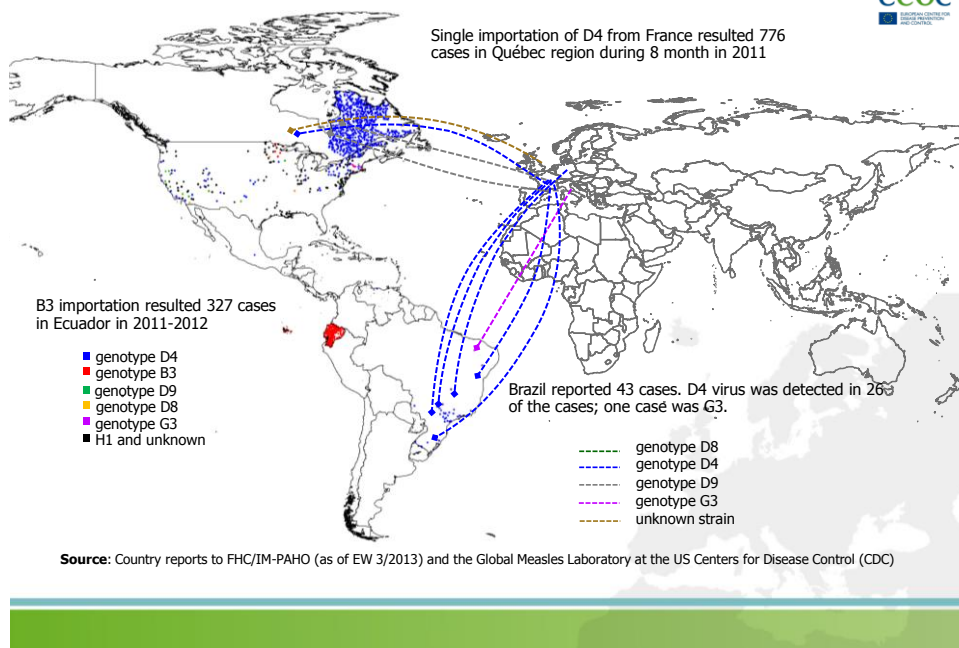 ecdc
EUROPEAN CENTRE FOR
DISEASE PREVENTION
AND CONTROL
Single importation of D4 from France resulted 776
cases in Québec region during 8 month in 2011
B3 importation resulted 327 cases
in Ecuador in 2011-2012
genotype D4
genotype B3
genotype D9
genotype D8
genotype G3
H1 and unknown
Brazil reported 43 cases. D4 virus was detected in 26
of the cases; one case was G3.
genotype D8
genotype D4
genotype D9
genotype G3
unknown strain
Source: Country reports to FHC/IM-PAHO (as of EW 3/2013) and the Global Measles Laboratory at the US Centers for Disease Control (CDC)